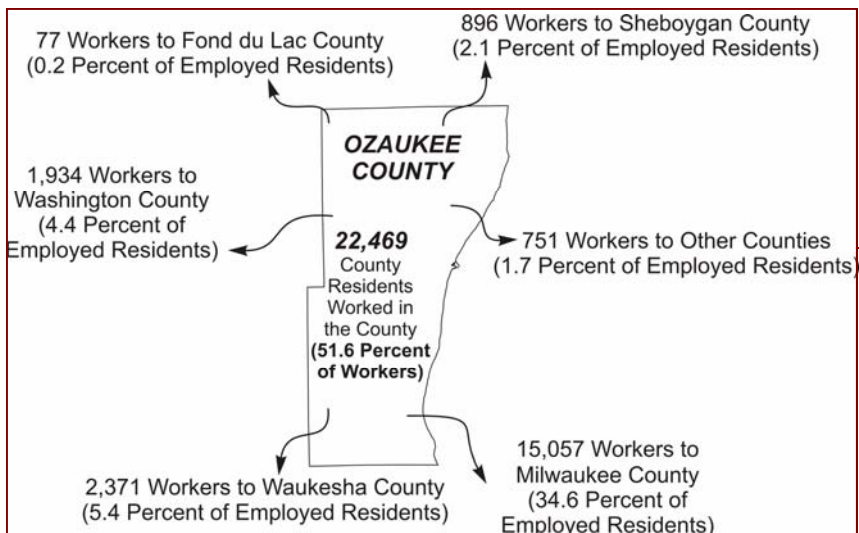 77 Workers to Fond du Lac County
(0.2 Percent of Employed Residents)
896 Workers to Sheboygan County
(2.1 Percent of Employed Residents)
OZAUKEE
COUNTY
1,934 Workers to
Washington County
(4.4 Percent of
Employed Residents)
22,469
County
Residents
Worked in
the County
(51.6 Percent
of Workers)
751 Workers to Other Counties
(1.7 Percent of Employed Residents)
2,371 Workers to Waukesha County
(5.4 Percent of Employed Residents)
15,057 Workers to
Milwaukee County
(34.6 Percent of
Employed Residents)